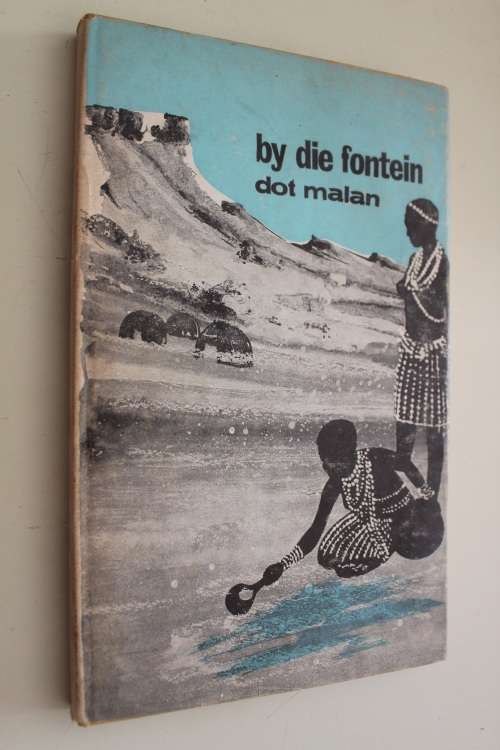 by die fontein
dot malan